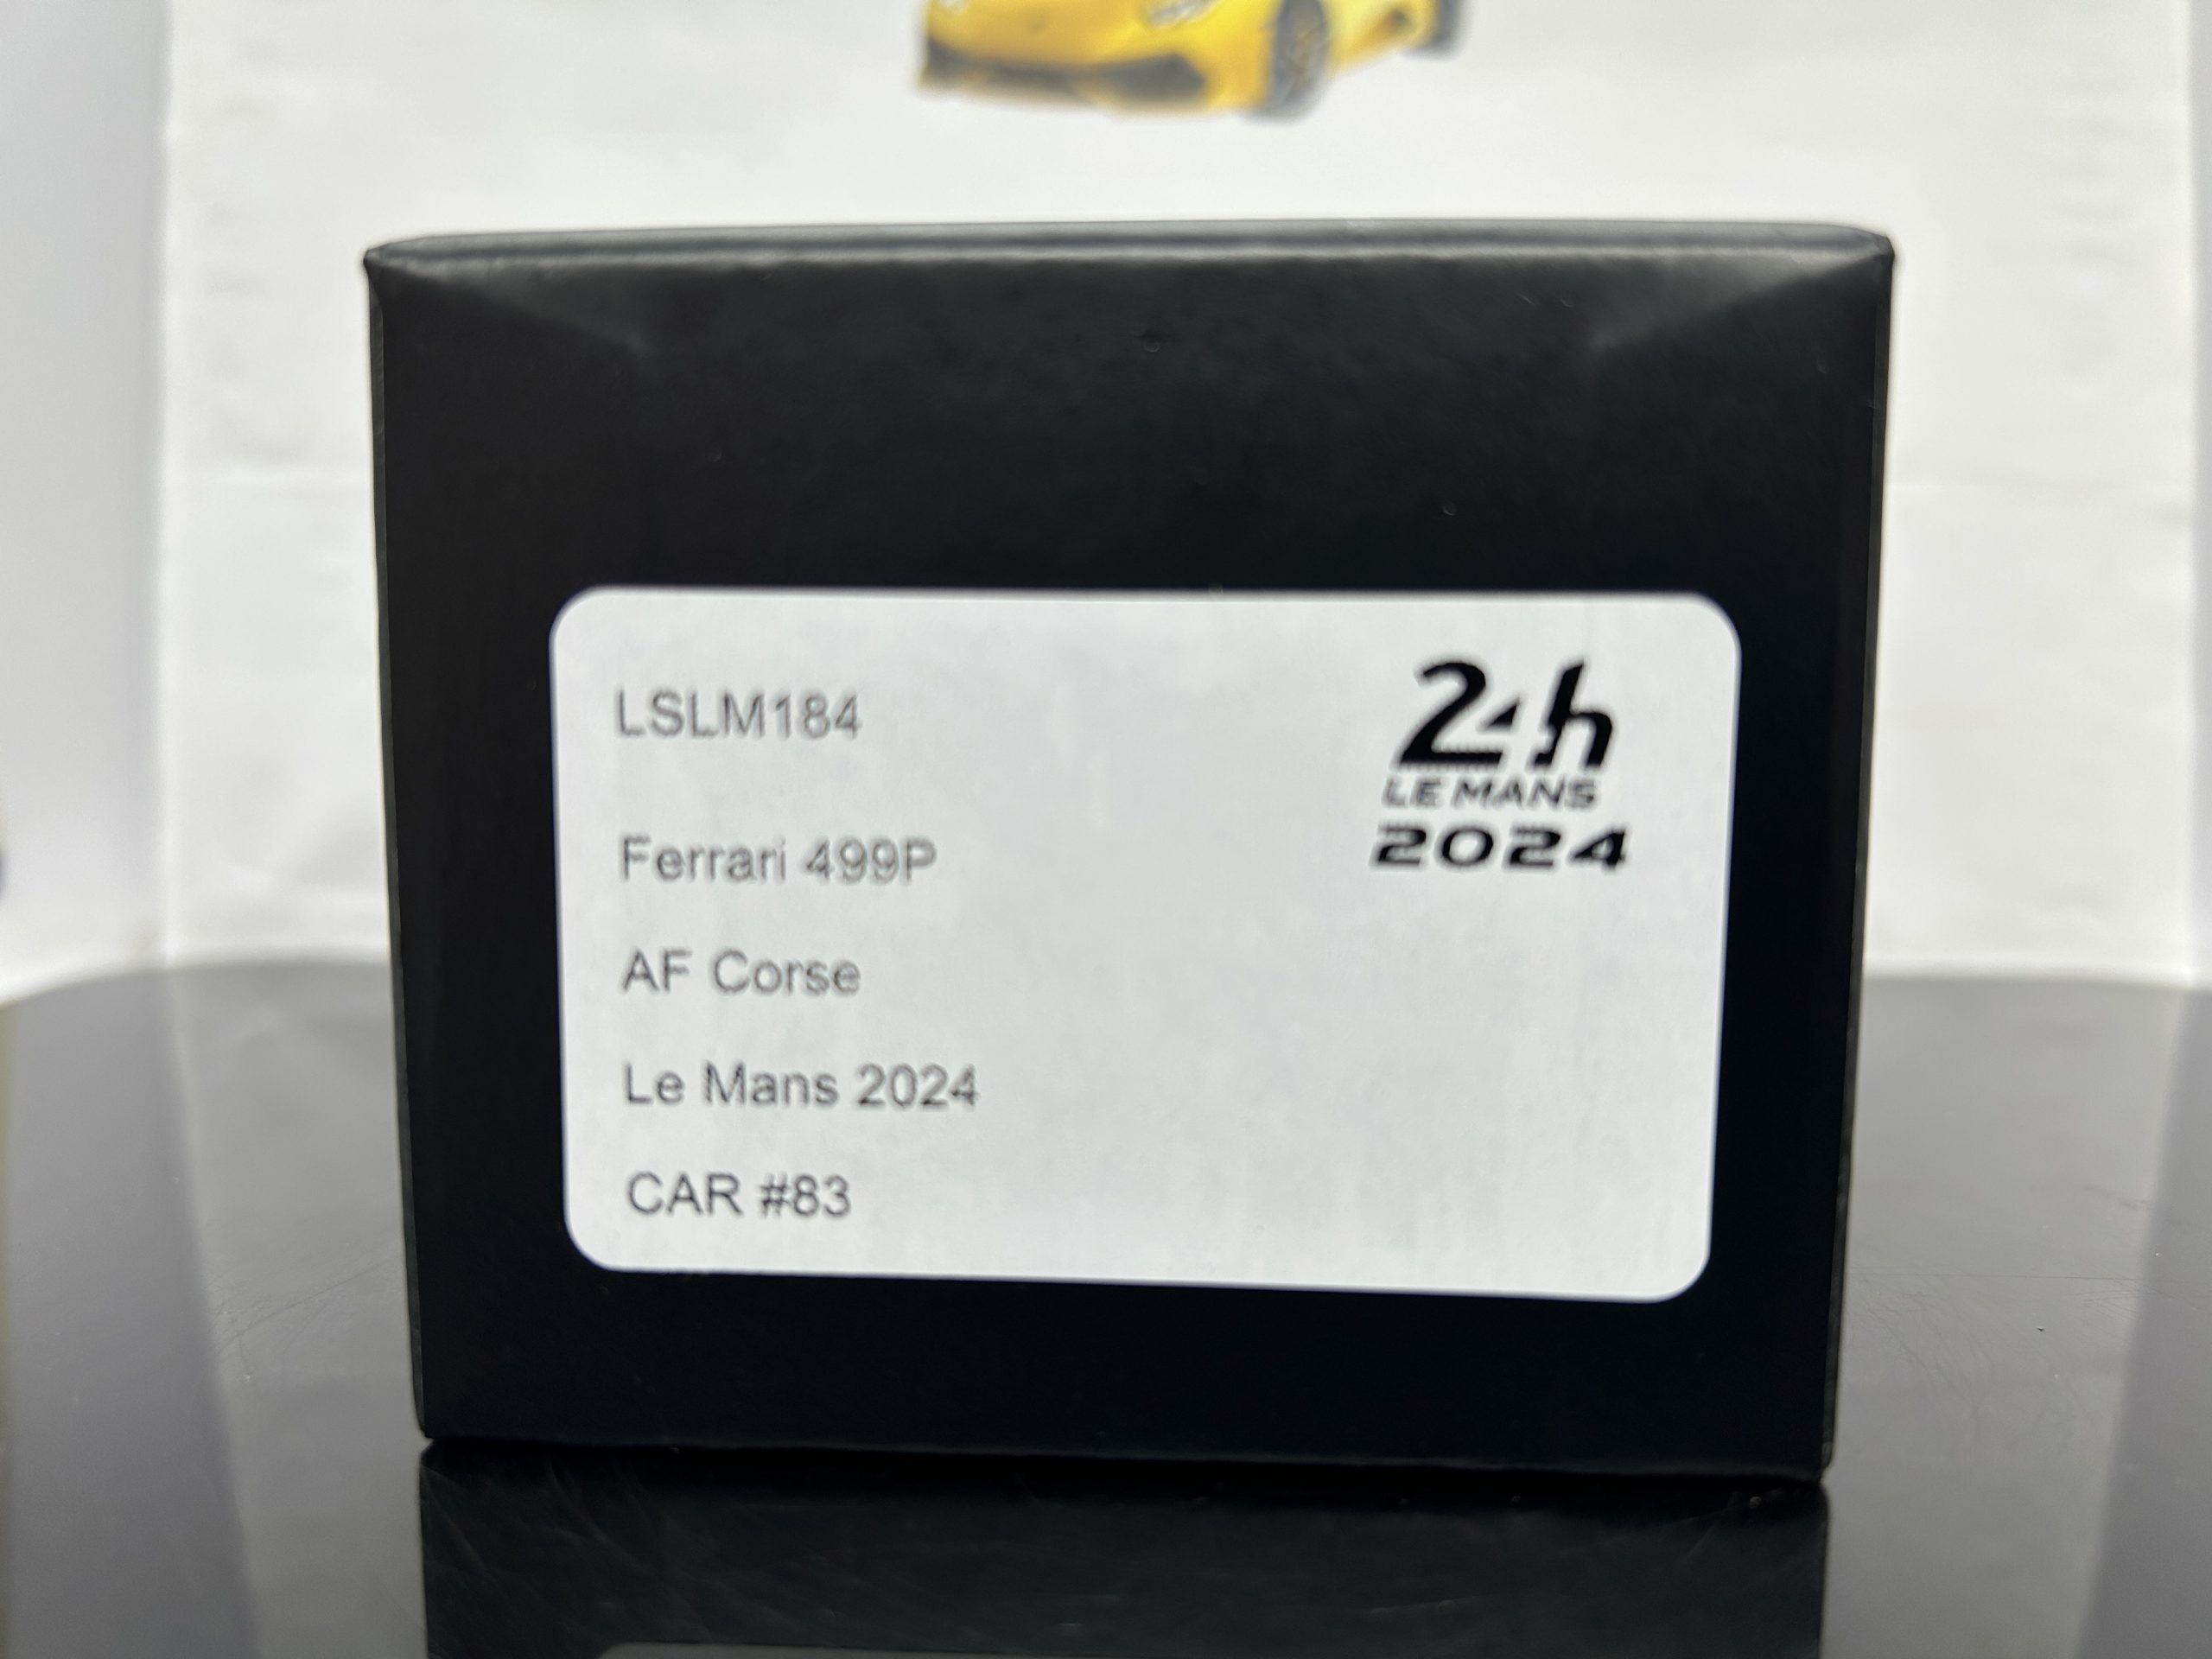 LSLM184
Ferrari 499P
AF Corse
Le Mans 2024
CAR #83
24h
LE MANS
2024